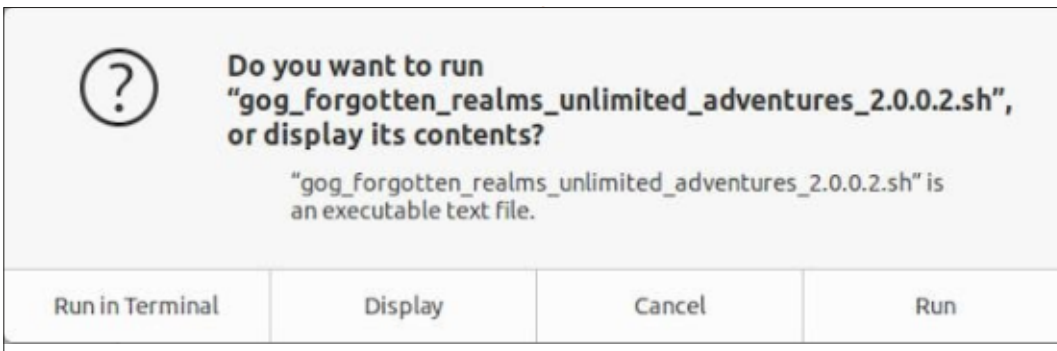 Do you want to run
“gog_forgotten_realms_unlimited_adventures_2.0.0.2.sh”,
or display its contents?
“gog_forgotten_realms_unlimited_adventures_2.0.0.2.sh” is
an executable text file.
Run in Terminal
Display
Cancel
Run